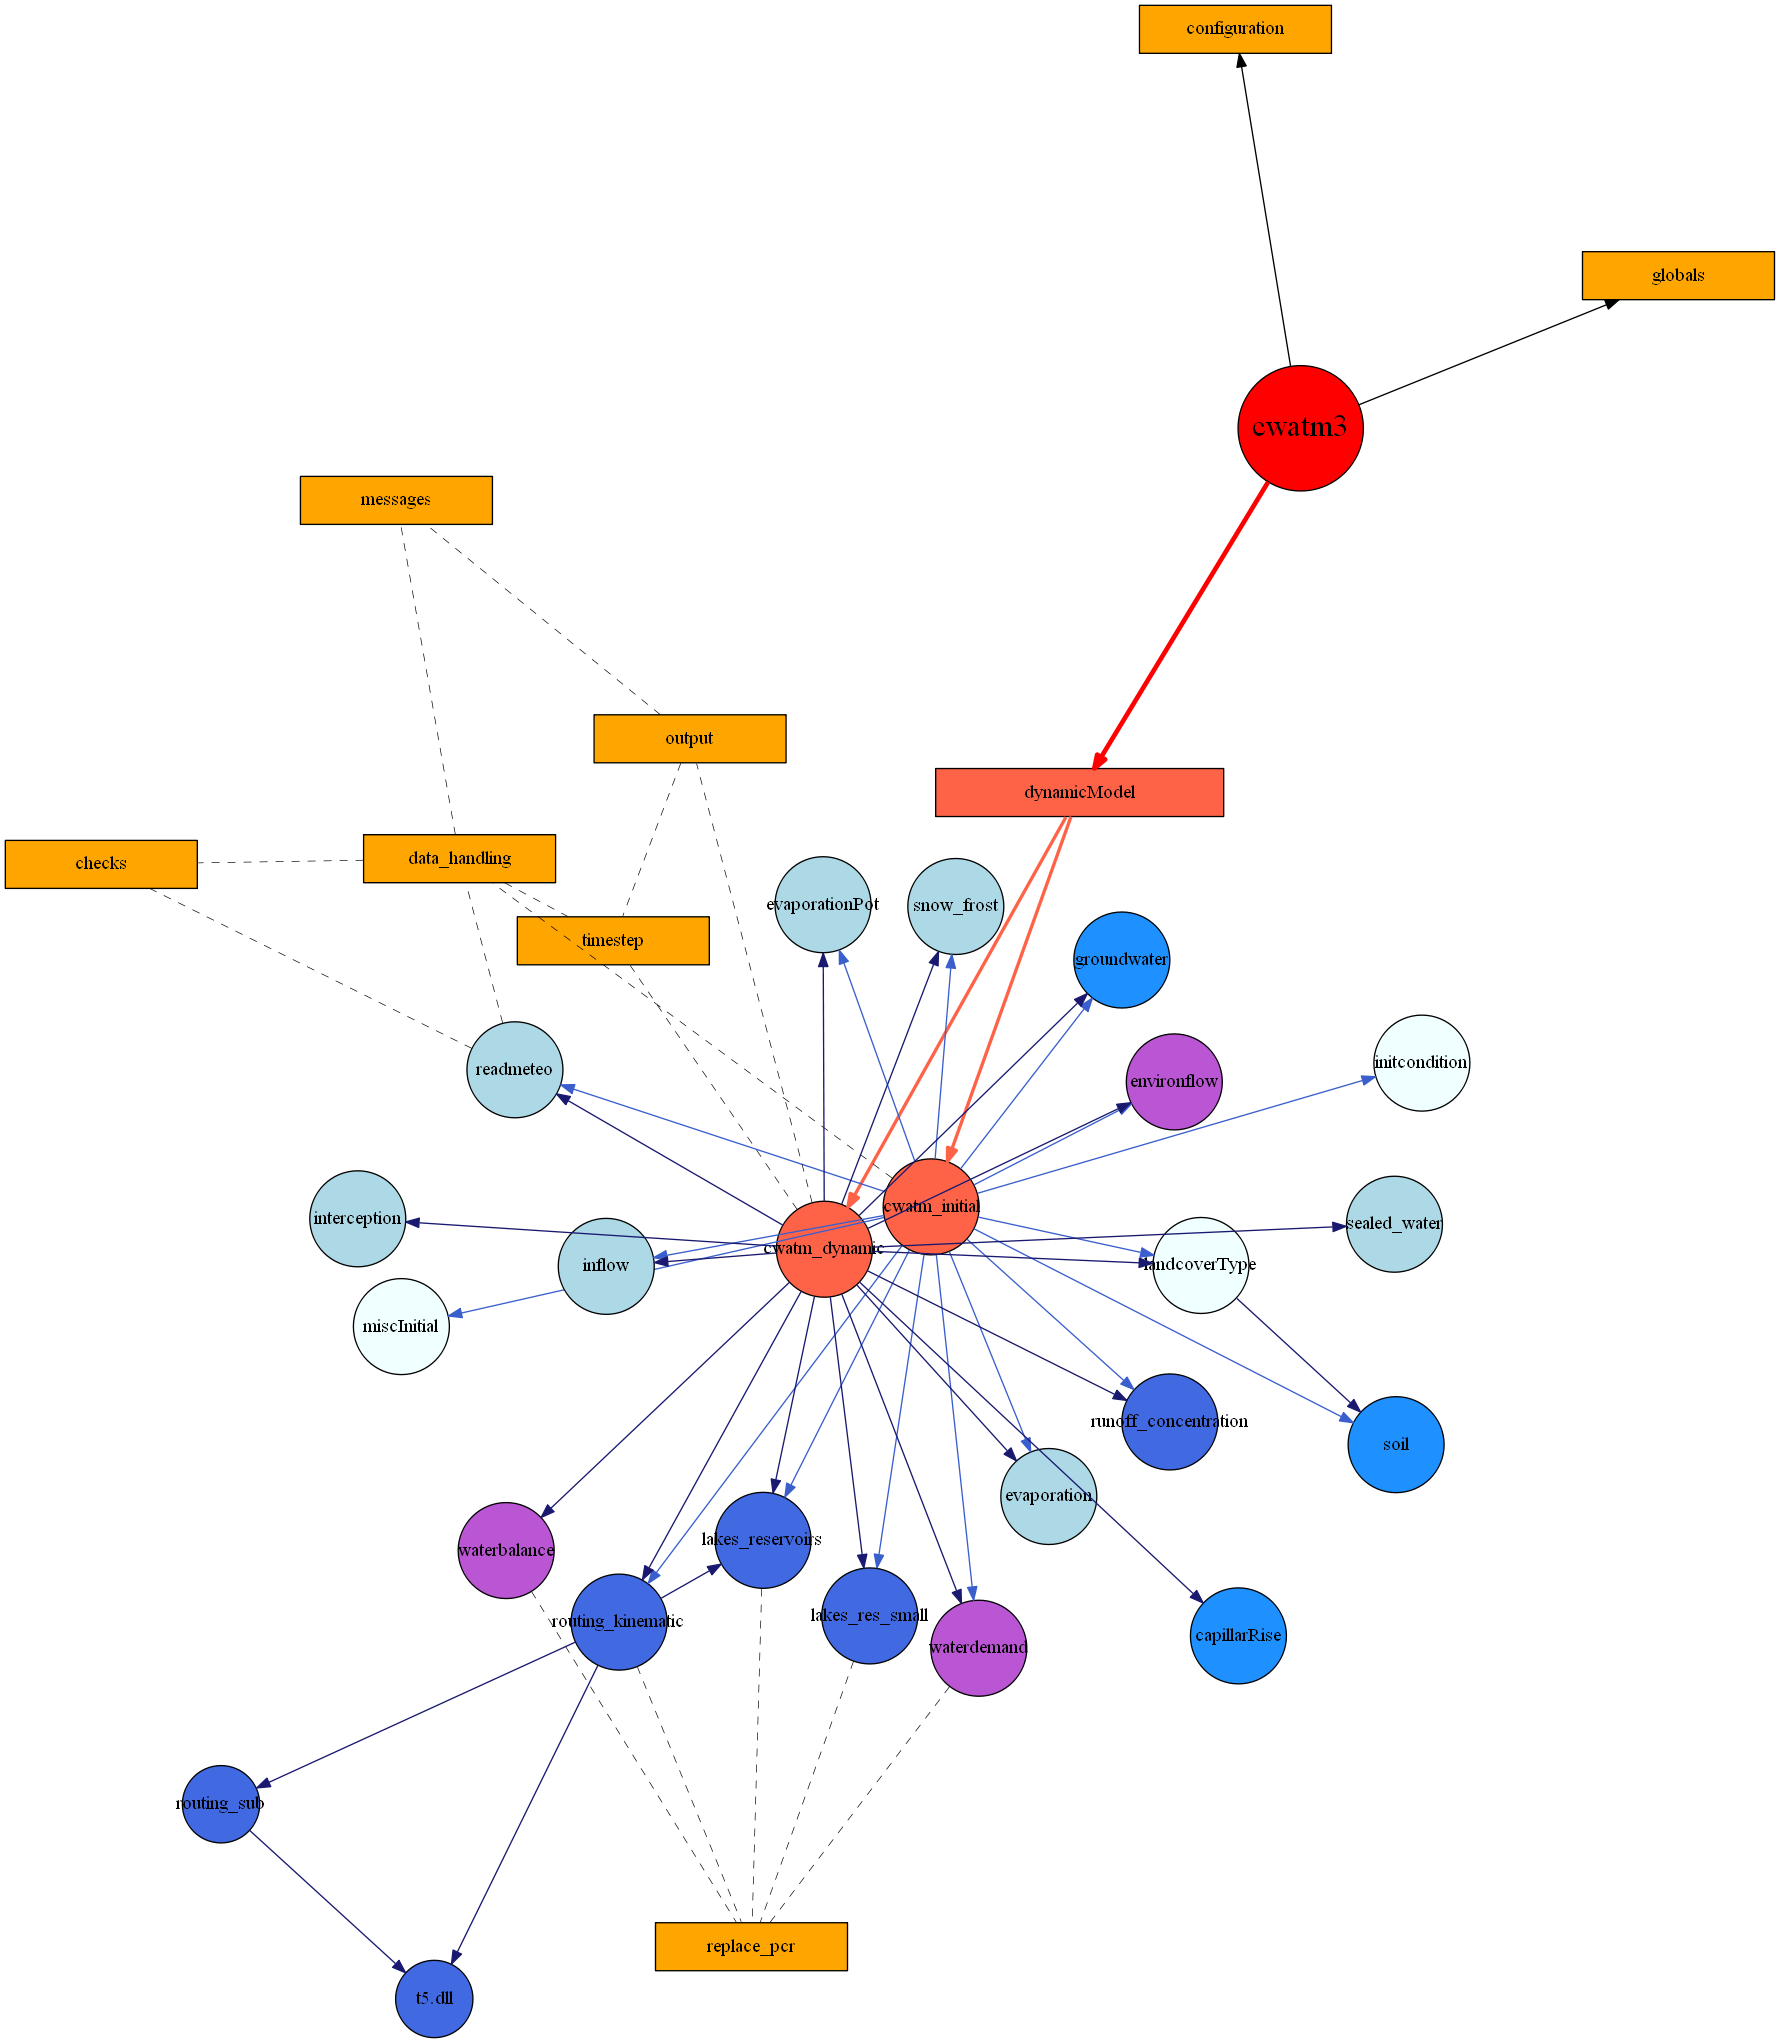 configuration
globals
cwatm3
messages
output
dynamicModel
checks
data_handling
evaporationPot
snow_frost
timestep
groundwater
readmeteo
environflow
initcondition
interception
cwatm_initial
sealed_water
inflow
cwatm_dynamic
landcoverType
miscInitial
runoff_concentration
soil
evaporation
waterbalance
lakes_reservoirs
routing_kinematic
lakes_res_small
waterdemand
capillarRise
routing_sub
replace_pcr
t5.dll